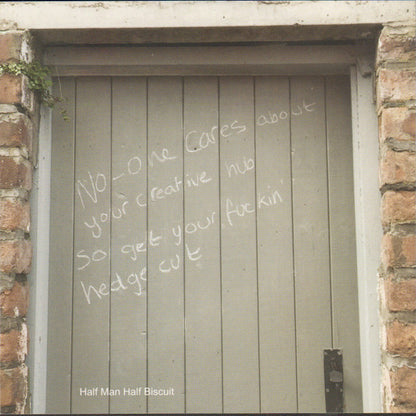 No-one cares about
your creative hub
so get your fuckin'
hedge cut
Half Man Half Biscuit